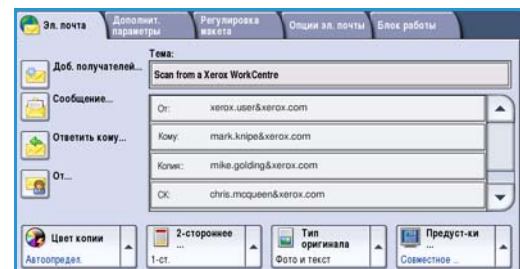 Эл. почта
Дополнит. параметры
Регулировка макета
Опции эл. почты
Блок работы
Тема:
Доб. получателей...
Scan from a Xerox WorkCentre
Сообщение...
От: xerox.user&xerox.com
Ответить кому...
Кому: mark.knipe&xerox.com
Копия: mike.golding&xerox.com
От...
СК: chris.mcqueen&xerox.com
Цвет копии
Автоопредел.
2-стороннее
...
1-ст.
Тип оригинала
Фото и текст
Предуст-ки
...
Совместное ...